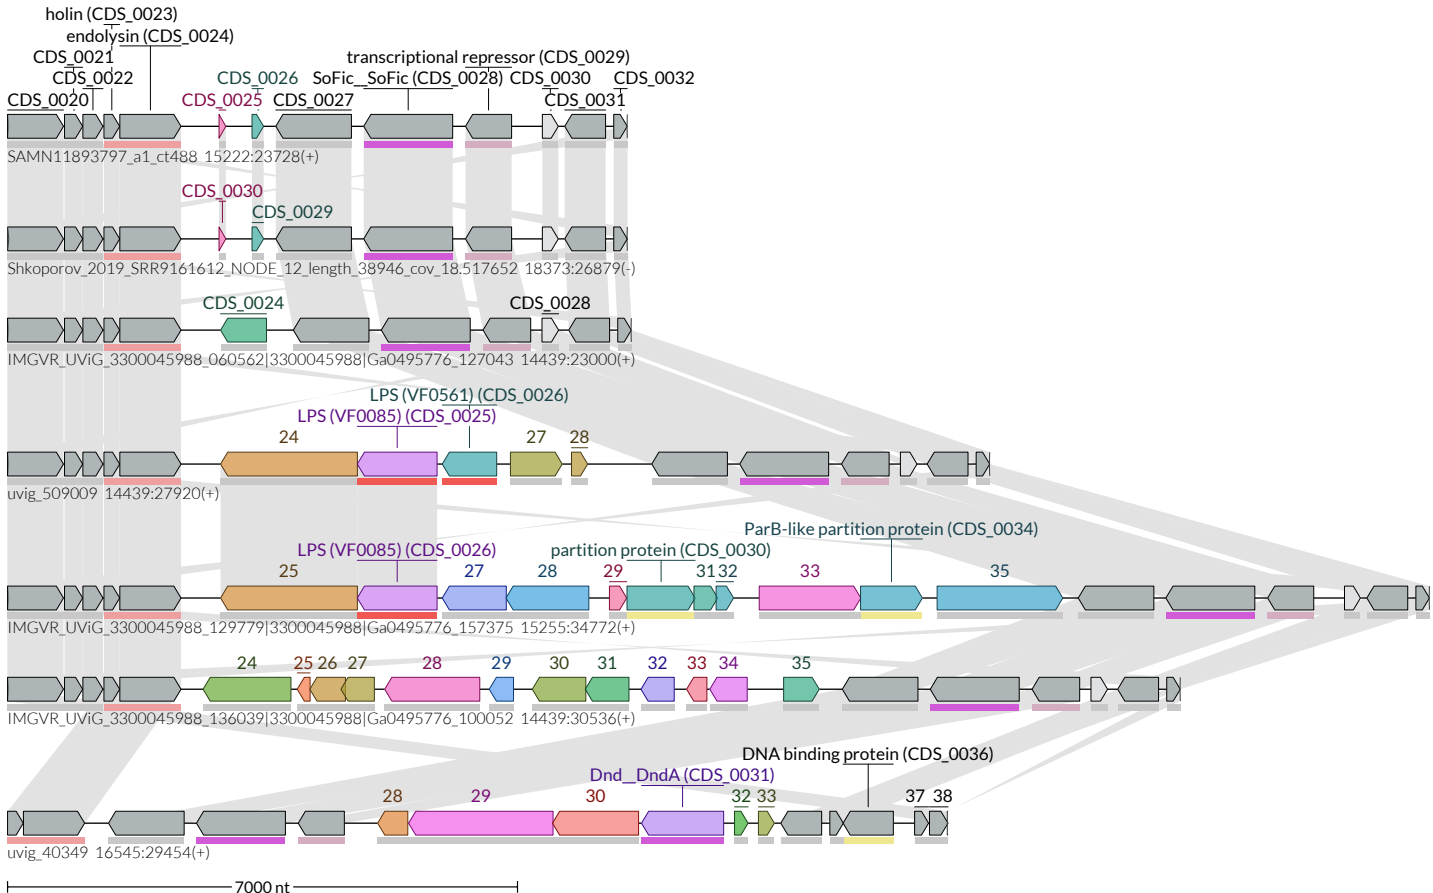 holin (CDS_0023)
endolysin (CDS_0024)
CDS_0021 transcriptional repressor (CDS_0029)
CDS_0022 CDS_0026 SoFic__SoFic (CDS_0028) CDS_0030 CDS_0032
CDS_0020 CDS_0025 CDS_0027 CDS_0031
SAMN11893797_a1_ct488 15222:23728(+)
CDS_0030
CDS_0029
Shkoporov_2019_SRR9161612_NODE_12_length_38946_cov_18.517652 18373:26879(-)
CDS_0024 CDS_0028
IMGVR_UViG_3300045988_060562|3300045988|Ga0495776_127043 14439:23000(+)
LPS (VF0561) (CDS_0026)
LPS (VF0085) (CDS_0025)
24 27 28
uvig_509009 14439:27920(+)
ParB-like partition protein (CDS_0034)
LPS (VF0085) (CDS_0026) partition protein (CDS_0030)
25 27 28 29 31 32 33 35
IMGVR_UViG_3300045988_129779|3300045988|Ga0495776_157375 15255:34772(+)
24 25 26 27 28 29 30 31 32 33 34 35
IMGVR_UViG_3300045988_136039|3300045988|Ga0495776_100052 14439:30536(+)
DNA binding protein (CDS_0036)
Dnd__DndA (CDS_0031)
28 29 30 32 33 37 38
uvig_40349 16545:29454(+)
7000 nt